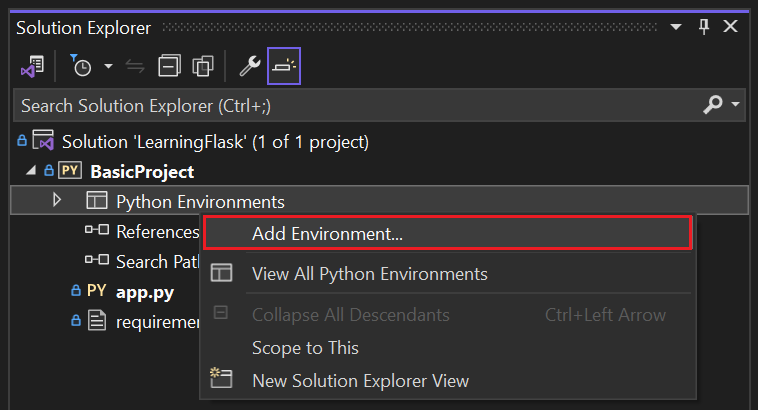 Solution Explorer
Search Solution Explorer (Ctrl+;)
Solution 'LearningFlask' (1 of 1 project)
PY BasicProject
Python Environments
References
Add Environment...
Search Pat
View All Python Environments
PY app.py
Collapse All Descendants Ctrl+Left Arrow
requiremen
Scope to This
New Solution Explorer View